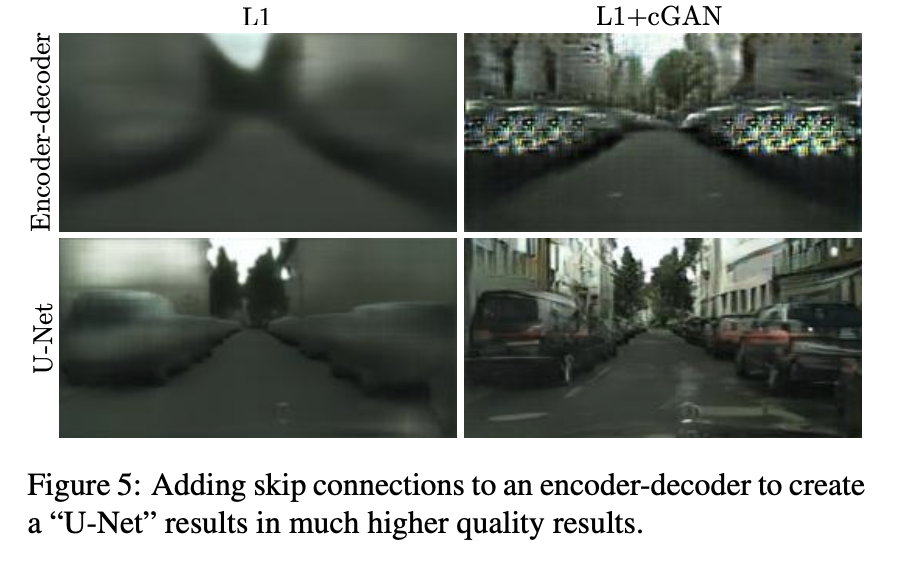 L1
L1+cGAN
Encoder-decoder
U-Net
Figure 5: Adding skip connections to an encoder-decoder to create
a “U-Net” results in much higher quality results.